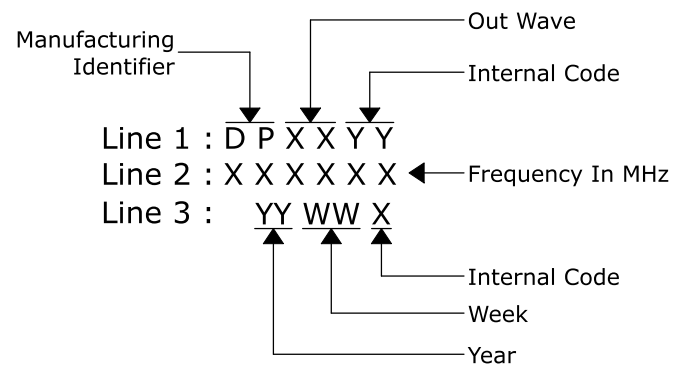 Out Wave
Manufacturing
Identifier
Internal Code
Line 1 : D P X X Y Y
Line 2 : X X X X X X
Frequency In MHz
Line 3 : YY WW X
Internal Code
Week
Year